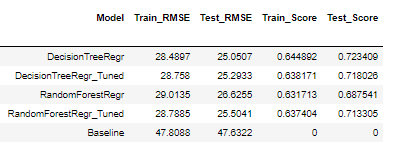 Model Train_RMSE Test_RMSE Train_Score Test_Score
DecisionTreeRegr 28.4897 25.0507 0.644892 0.723409
DecisionTreeRegr_Tuned 28.758 25.2933 0.638171 0.718026
RandomForestRegr 29.0135 26.6255 0.631713 0.687541
RandomForestRegr_Tuned 28.7885 25.5041 0.637404 0.713305
Baseline 47.8088 47.6322 0 0